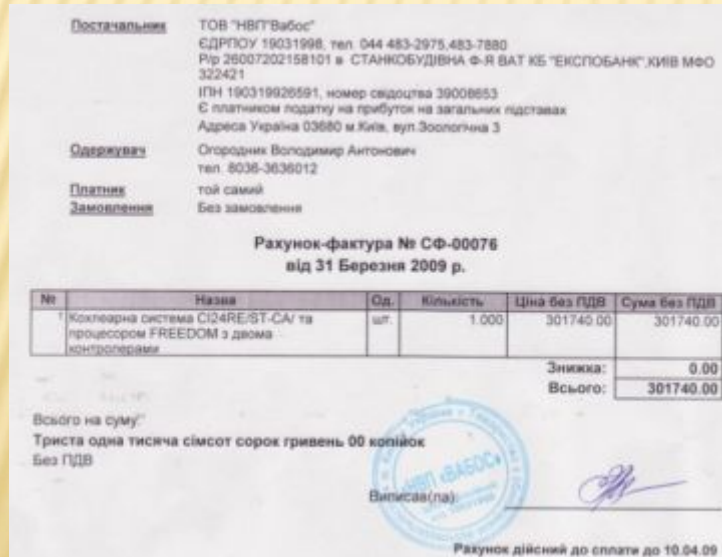 Постачальник ТОВ "НВП"Вабос"
ЄДРПОУ 19031998, тел. 044 483-2975,483-7880
Р/р 26007202158101 в СТАНКОБУДІВНА Ф-Я ВАТ КБ "ЕКСПОБАНК",КИЇВ МФО
322421
ІПН 190319926591, номер свідоцтва 39008653
Є платником податку на прибуток на загальних підставах
Адреса Україна 03680 м.Київ, вул.Зоологічна 3
Одержувач Огородник Володимир Антонович
тел. 8036-3636012
Платник той самий
Замовлення Без замовлення
Рахунок-фактура № СФ-00076
від 31 Березня 2009 р.
№ Назва Од. Кількість Ціна без ПДВ Сума без ПДВ
1 Кохлеарна система CI24RE/ST-CA/ та шт. 1.000 301740.00 301740.00
процесором FREEDOM з двома
контролерами
Знижка: 0.00
Всього: 301740.00
Всього на суму:
Триста одна тисяча сімсот сорок гривень 00 копійок
Без ПДВ
НВП «ВАБОС»
Виписав(ла):
Рахунок дійсний до сплати до 10.04.09